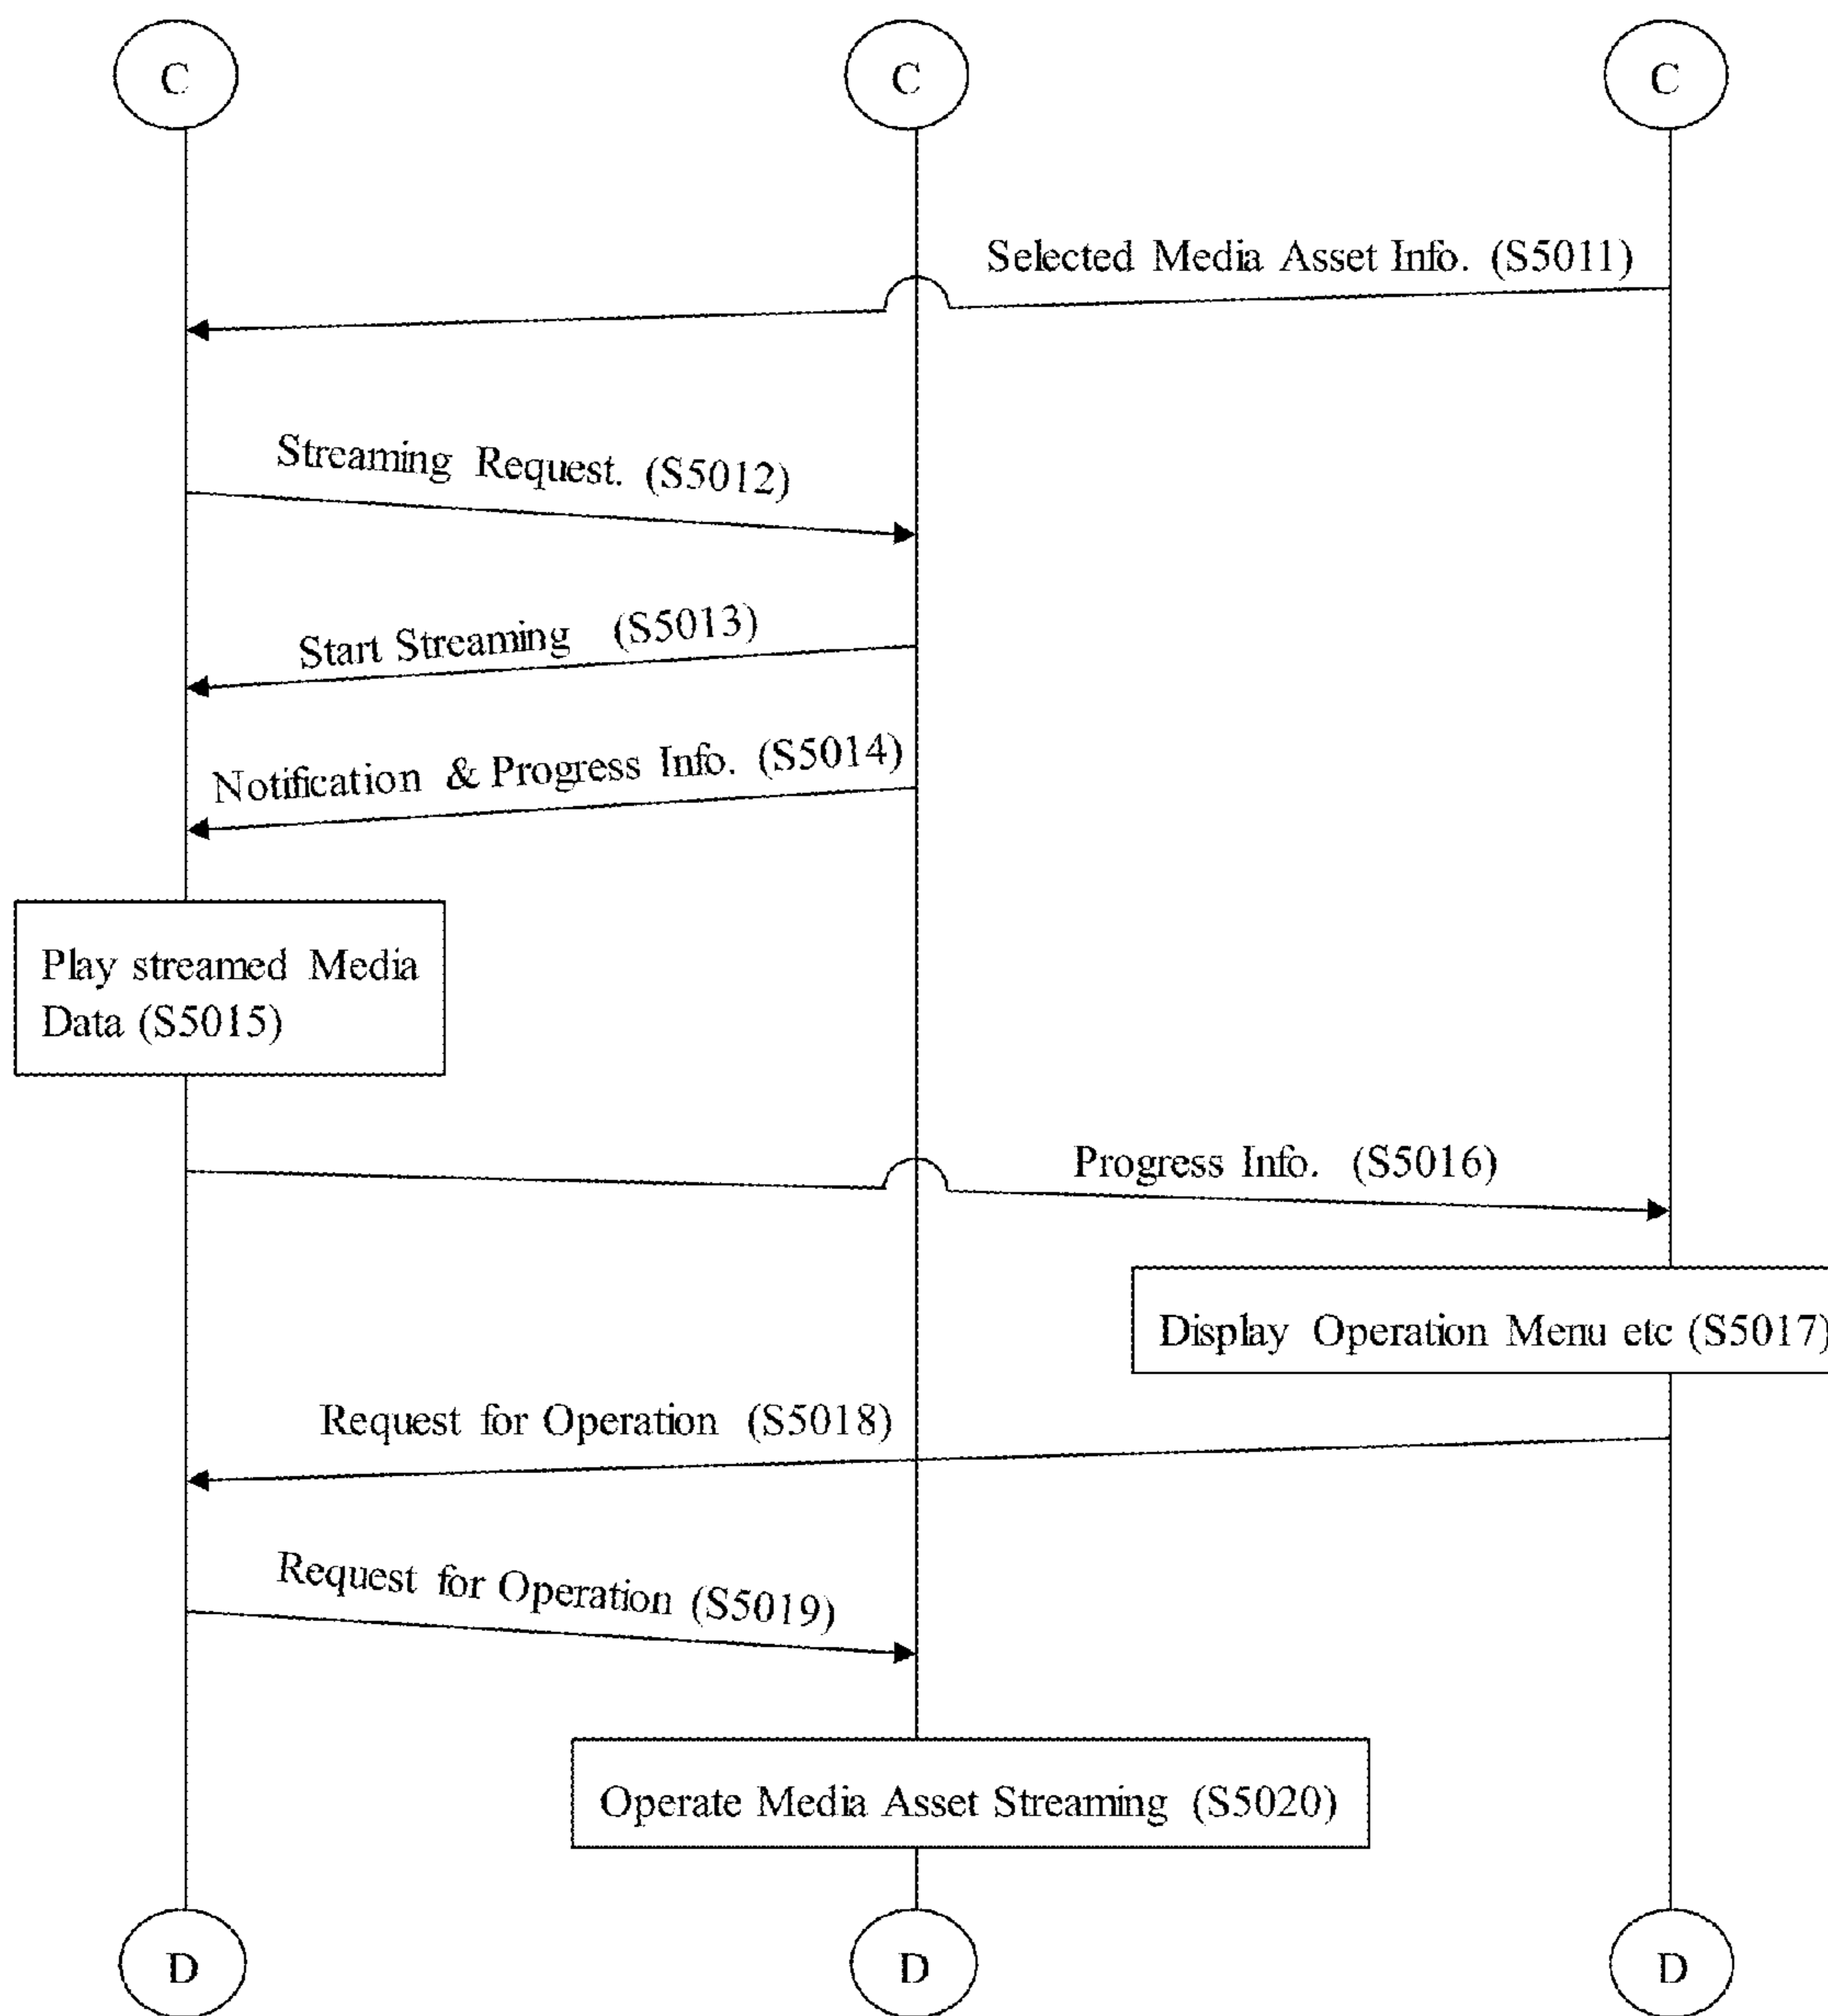 C C C
Selected Media Asset Info. (S5011)
Streaming Request. (S5012)
Start Streaming (S5013)
Notification & Progress Info. (S5014)
Play streamed Media
Data (S5015)
Progress Info. (S5016)
Display Operation Menu etc (S5017)
Request for Operation (S5018)
Request for Operation (S5019)
Operate Media Asset Streaming (S5020)
D D D